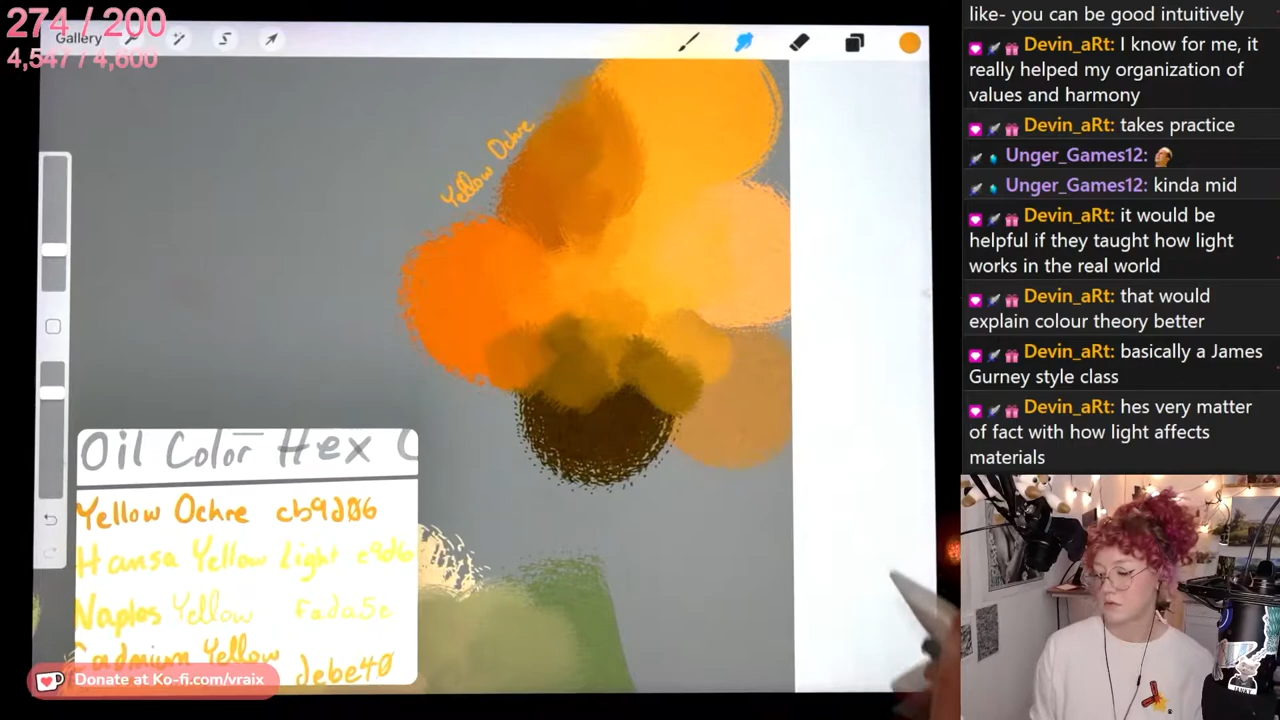 274 / 200
4,547 / 4,600
Gallery
Yellow Ochre
Oil Color Hex
Yellow Ochre cb9d06
Hansa Yellow Light e9d6
Naples Yellow fada5e
Cadmium Yellow debe40
Donate at Ko-fi.com/vraix
like- you can be good intuitively
Devin_aRt: I know for me, it
really helped my organization of
values and harmony
Devin_aRt: takes practice
Unger_Games12:
Unger_Games12: kinda mid
Devin_aRt: it would be
helpful if they taught how light
works in the real world
Devin_aRt: that would
explain colour theory better
Devin_aRt: basically a James
Gurney style class
Devin_aRt: hes very matter
of fact with how light affects
materials